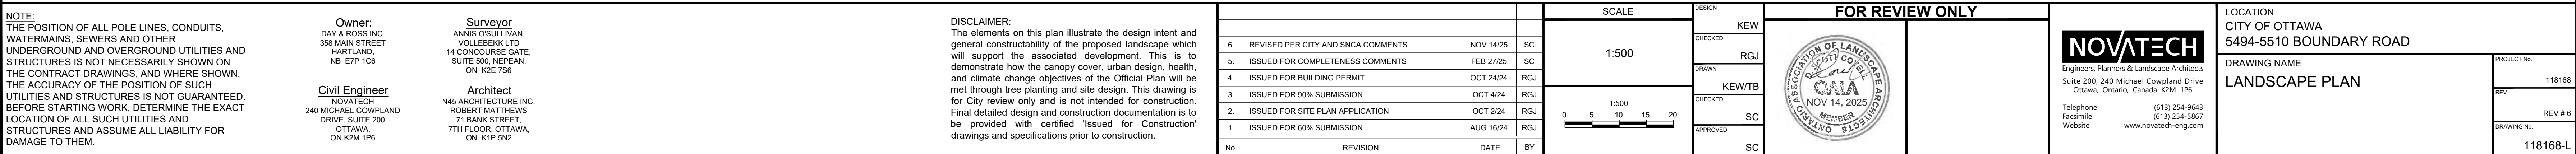 NOTE:
THE POSITION OF ALL POLE LINES, CONDUITS,
WATERMAINS, SEWERS AND OTHER
UNDERGROUND AND OVERGROUND UTILITIES AND
STRUCTURES IS NOT NECESSARILY SHOWN ON
THE CONTRACT DRAWINGS, AND WHERE SHOWN,
THE ACCURACY OF THE POSITION OF SUCH
UTILITIES AND STRUCTURES IS NOT GUARANTEED.
BEFORE STARTING WORK, DETERMINE THE EXACT
LOCATION OF ALL SUCH UTILITIES AND
STRUCTURES AND ASSUME ALL LIABILITY FOR
DAMAGE TO THEM.
Owner:
DAY & ROSS INC.
358 MAIN STREET
HARTLAND,
NB E7P 1C6
Surveyor
ANNIS O'SULLIVAN,
VOLLEBEKK LTD
14 CONCOURSE GATE,
SUITE 500, NEPEAN,
ON K2E 7S6
Civil Engineer
NOVATECH
240 MICHAEL COWPLAND
DRIVE, SUITE 200
OTTAWA,
ON K2M 1P6
Architect
N45 ARCHITECTURE INC.
ROBERT MATTHEWS
71 BANK STREET,
7TH FLOOR, OTTAWA,
ON K1P 5N2
DISCLAIMER:
The elements on this plan illustrate the design intent and
general constructability of the proposed landscape which
will support the associated development. This is to
demonstrate how the canopy cover, urban design, health,
and climate change objectives of the Official Plan will be
met through tree planting and site design. This drawing is
for City review only and is not intended for construction.
Final detailed design and construction documentation is to
be provided with certified 'Issued for Construction'
drawings and specifications prior to construction.
6. REVISED PER CITY AND SNCA COMMENTS NOV 14/25 SC
5. ISSUED FOR COMPLETENESS COMMENTS FEB 27/25 SC
4. ISSUED FOR BUILDING PERMIT OCT 24/24 RGJ
3. ISSUED FOR 90% SUBMISSION OCT 4/24 RGJ
2. ISSUED FOR SITE PLAN APPLICATION OCT 2/24 RGJ
1. ISSUED FOR 60% SUBMISSION AUG 16/24 RGJ
No. REVISION DATE BY
SCALE
1:500
1:500
0 5 10 15 20
DESIGN
KEW
CHECKED
RGJ
DRAWN
KEW/TB
CHECKED
SC
APPROVED
SC
FOR REVIEW ONLY
ONTARIO ASSOCIATION OF LANDSCAPE ARCHITECTS
OALA
NOV 14, 2025
MEMBER
NOVATECH
Engineers, Planners & Landscape Architects
Suite 200, 240 Michael Cowpland Drive
Ottawa, Ontario, Canada K2M 1P6
Telephone (613) 254-9643
Facsimile (613) 254-5867
Website www.novatech-eng.com
LOCATION
CITY OF OTTAWA
5494-5510 BOUNDARY ROAD
DRAWING NAME
LANDSCAPE PLAN
PROJECT No.
118168
REV
REV # 6
DRAWING No.
118168-L